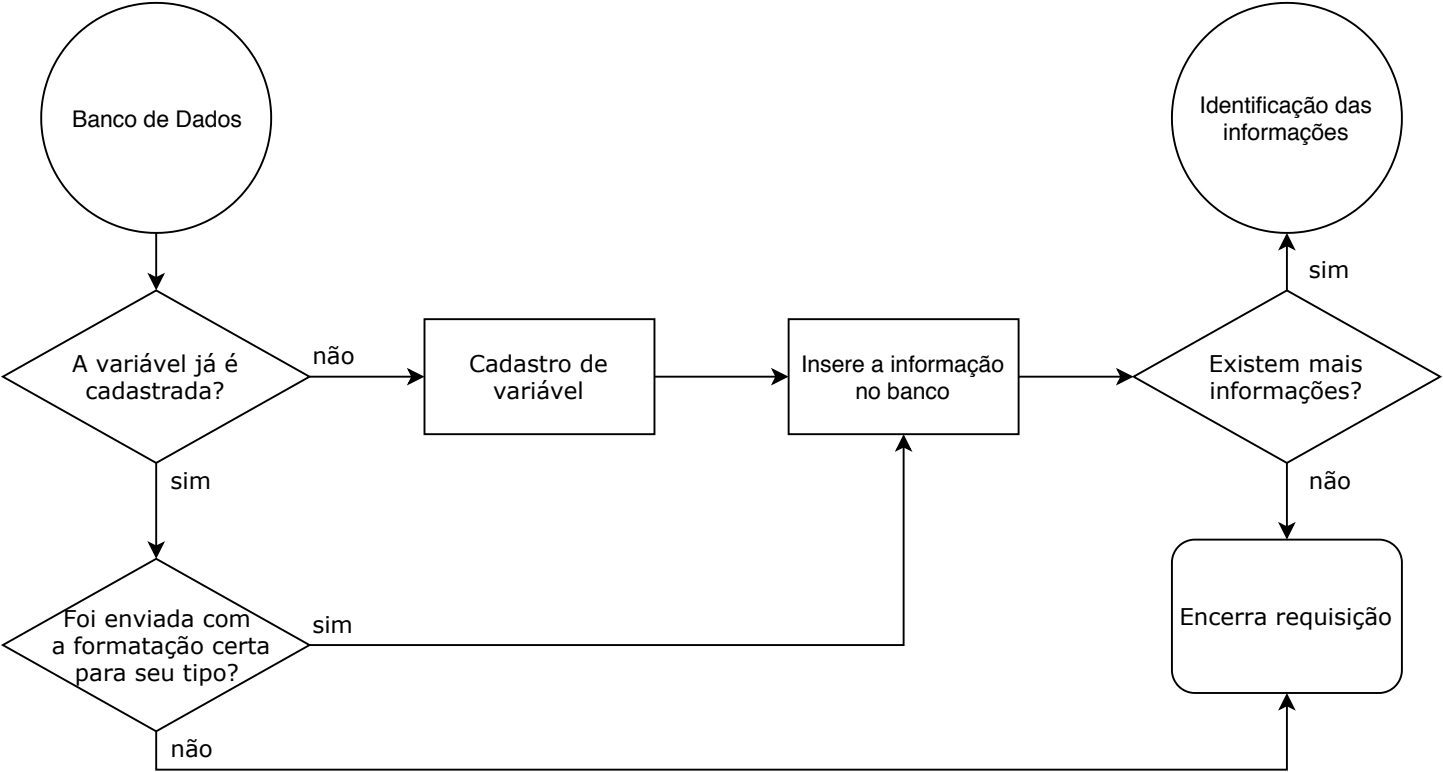 Banco de Dados
Identificação das
informações
sim
A variável já é
cadastrada?
não
Cadastro de
variável
Insere a informação
no banco
Existem mais
informações?
sim
não
Foi enviada com
a formatação certa
para seu tipo?
sim
Encerra requisição
não